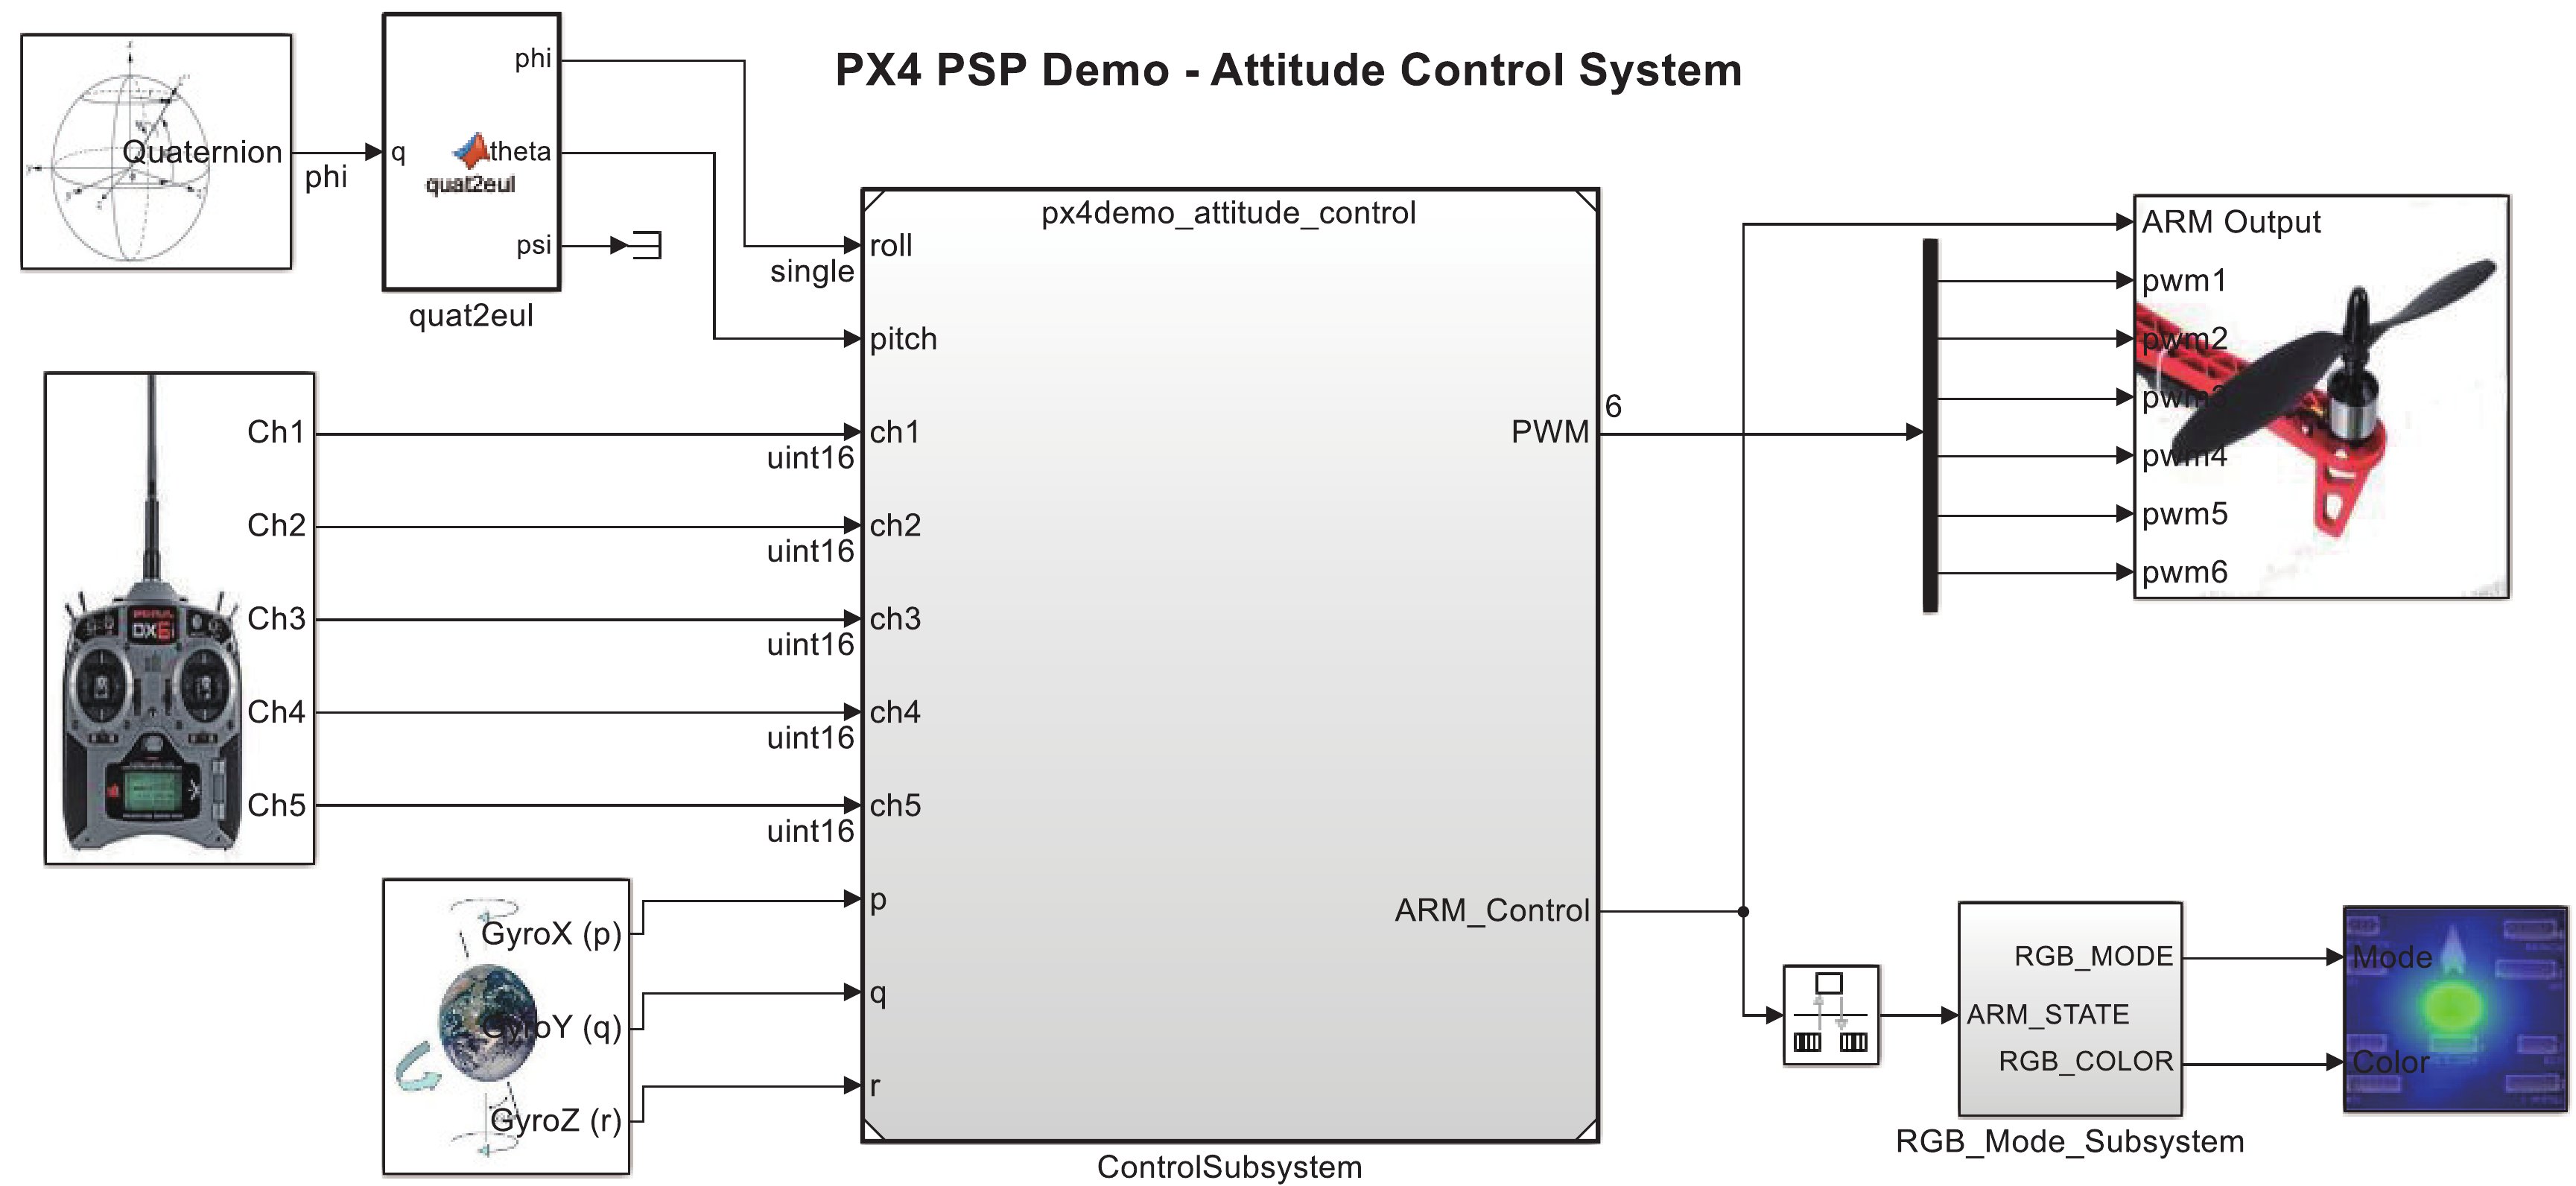 PX4 PSP Demo - Attitude Control System
Quaternion
phi
q
phi
theta
psi
quat2eul
quat2eul
Ch1
Ch2
Ch3
Ch4
Ch5
DX6i
GyroX (p)
GyroY (q)
GyroZ (r)
px4demo_attitude_control
roll
single
pitch
ch1
uint16
ch2
uint16
ch3
uint16
ch4
uint16
ch5
uint16
p
q
r
PWM
6
ARM_Control
ControlSubsystem
ARM Output
pwm1
pwm2
pwm3
pwm4
pwm5
pwm6
RGB_MODE
ARM_STATE
RGB_COLOR
RGB_Mode_Subsystem
Mode
Color